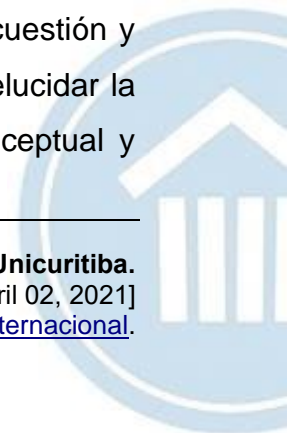 cuestión y
elucidar la
ceptual y
Unicuritiba.
ril 02, 2021]
ternacional.